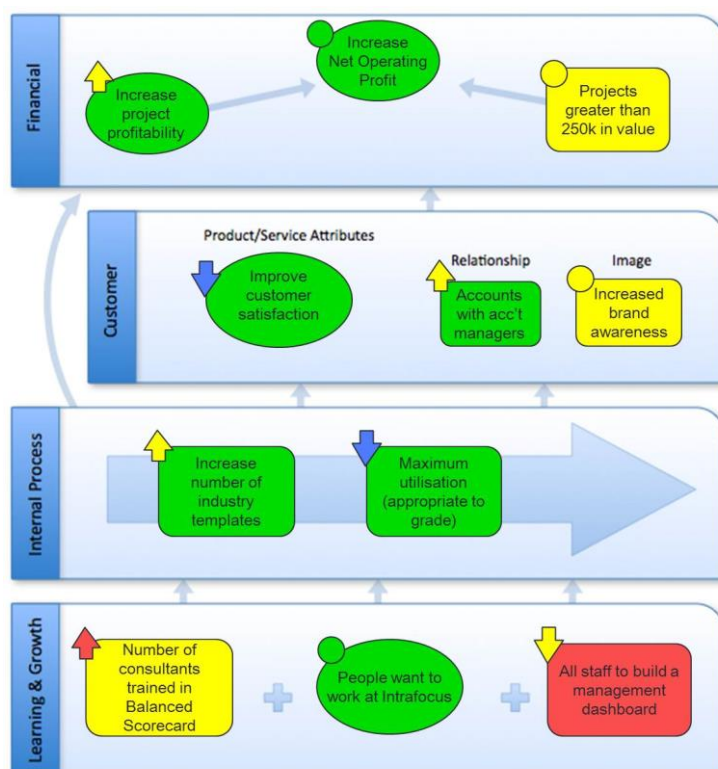 Financial
Increase
project
profitability
Increase
Net Operating
Profit
Projects
greater than
250k in value
Customer
Product/Service Attributes
Improve
customer
satisfaction
Relationship
Accounts
with acc't
managers
Image
Increased
brand
awareness
Internal Process
Increase
number of
industry
templates
Maximum
utilisation
(appropriate to
grade)
Learning & Growth
Number of
consultants
trained in
Balanced
Scorecard
People want to
work at Intrafocus
All staff to build a
management
dashboard